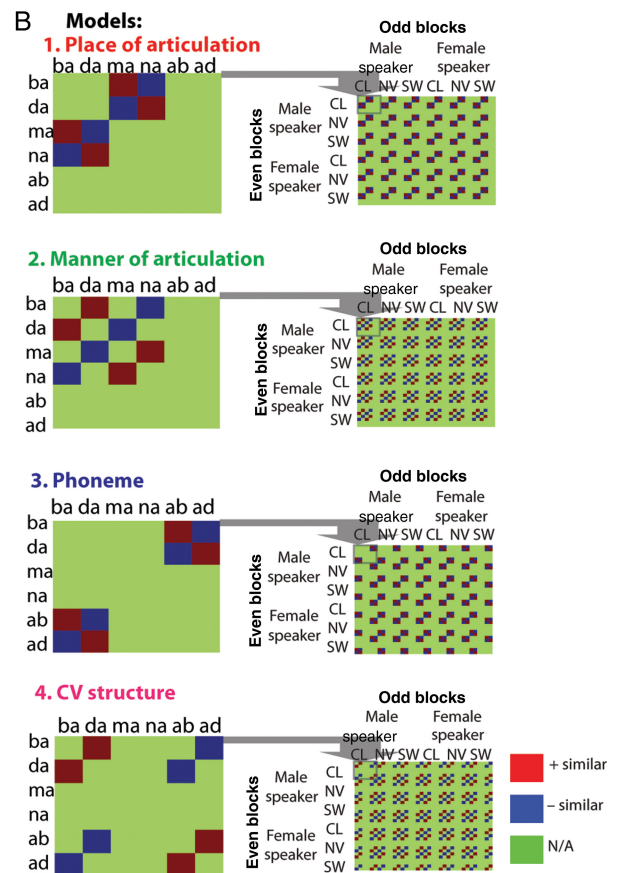 B
Models:
1. Place of articulation
ba da ma na ab ad
ba
da
ma
na
ab
ad
Odd blocks
Male speaker
Female speaker
CL NV SW CL NV SW
Even blocks
Male speaker
Female speaker
CL
NV
SW
CL
NV
SW
2. Manner of articulation
ba da ma na ab ad
ba
da
ma
na
ab
ad
Odd blocks
Male speaker
Female speaker
CL NV SW CL NV SW
Even blocks
Male speaker
Female speaker
CL
NV
SW
CL
NV
SW
3. Phoneme
ba da ma na ab ad
ba
da
ma
na
ab
ad
Odd blocks
Male speaker
Female speaker
CL NV SW CL NV SW
Even blocks
Male speaker
Female speaker
CL
NV
SW
CL
NV
SW
4. CV structure
ba da ma na ab ad
ba
da
ma
na
ab
ad
Odd blocks
Male speaker
Female speaker
CL NV SW CL NV SW
Even blocks
Male speaker
Female speaker
CL
NV
SW
CL
NV
SW
+ similar
– similar
N/A